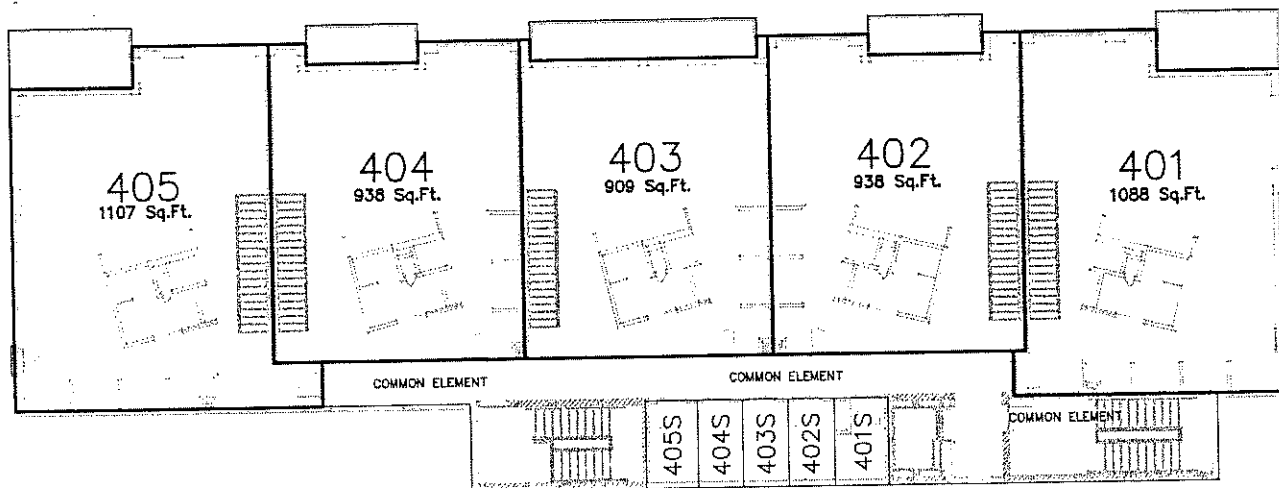 405
1107 Sq.Ft.
404
938 Sq.Ft.
403
909 Sq.Ft.
402
938 Sq.Ft.
401
1088 Sq.Ft.
COMMON ELEMENT
COMMON ELEMENT
COMMON ELEMENT
405S
404S
403S
402S
401S